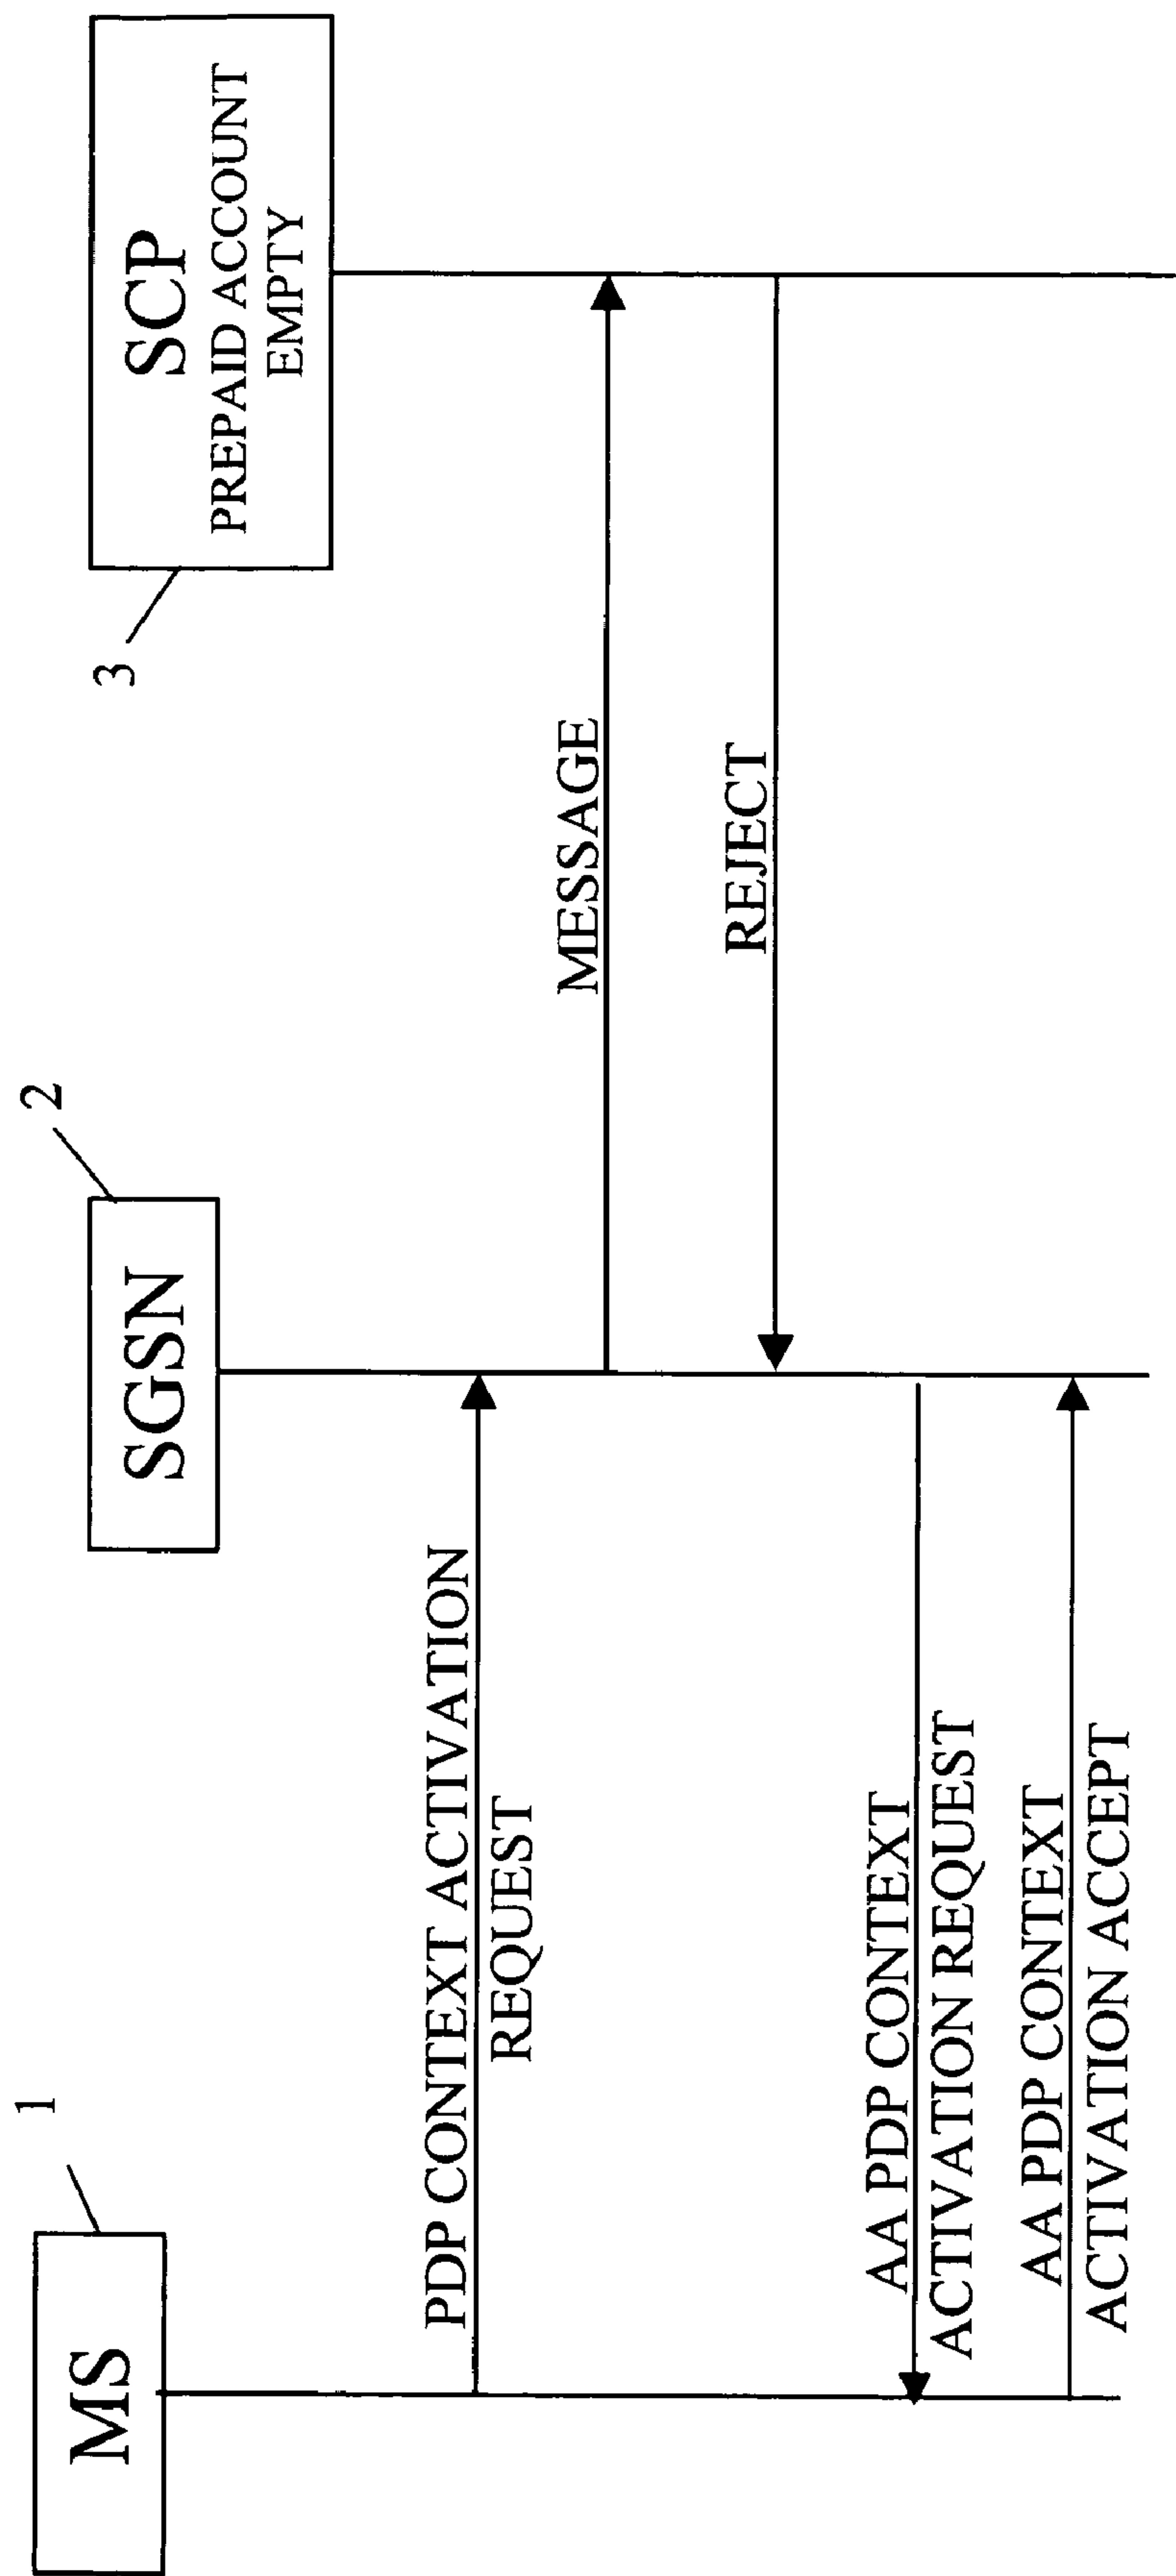 1
MS
2
SGSN
3
SCP
PREPAID ACCOUNT
EMPTY
PDP CONTEXT ACTIVATION
REQUEST
MESSAGE
REJECT
AA PDP CONTEXT
ACTIVATION REQUEST
AA PDP CONTEXT
ACTIVATION ACCEPT